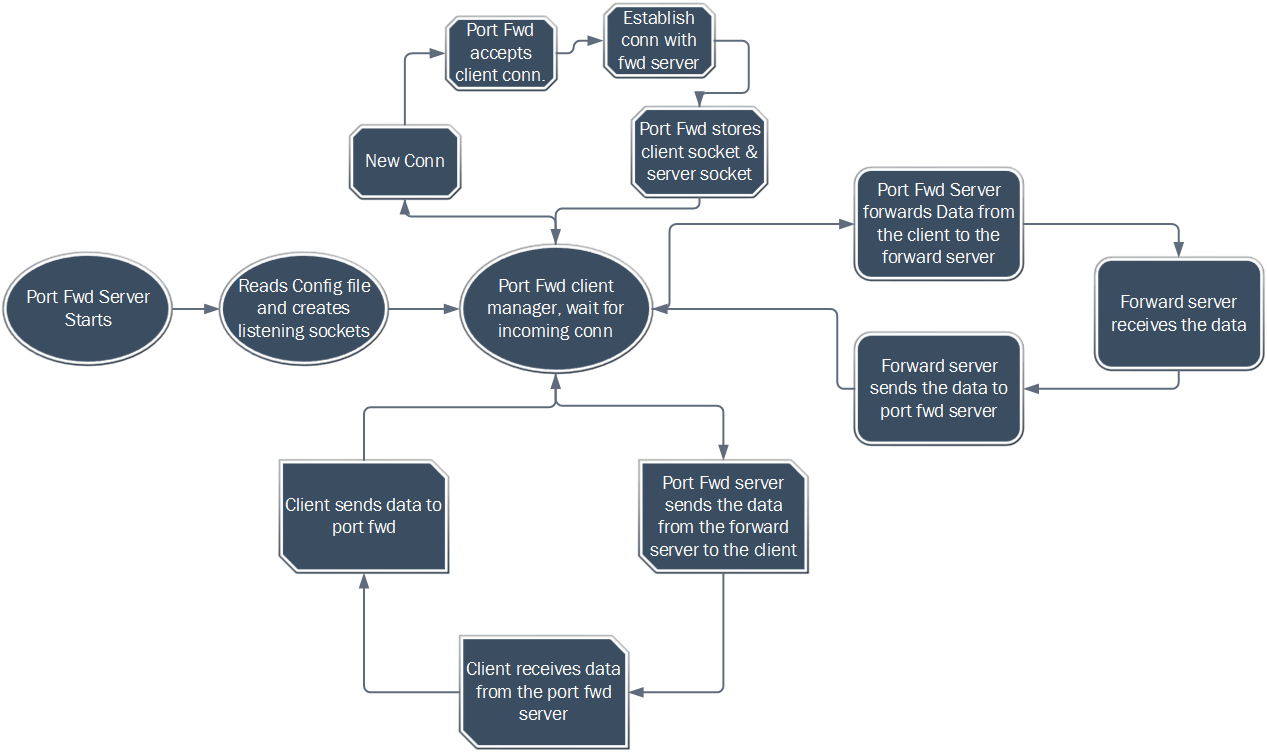 Port Fwd
accepts
client conn.
Establish
conn with
fwd server
New Conn
Port Fwd stores
client socket &
server socket
Port Fwd Server
forwards Data from
the client to the
forward server
Port Fwd Server
Starts
Reads Config file
and creates
listening sockets
Port Fwd client
manager, wait for
incoming conn
Forward server
receives the data
Forward server
sends the data to
port fwd server
Client sends data to
port fwd
Port Fwd server
sends the data
from the forward
server to the client
Client receives data
from the port fwd
server